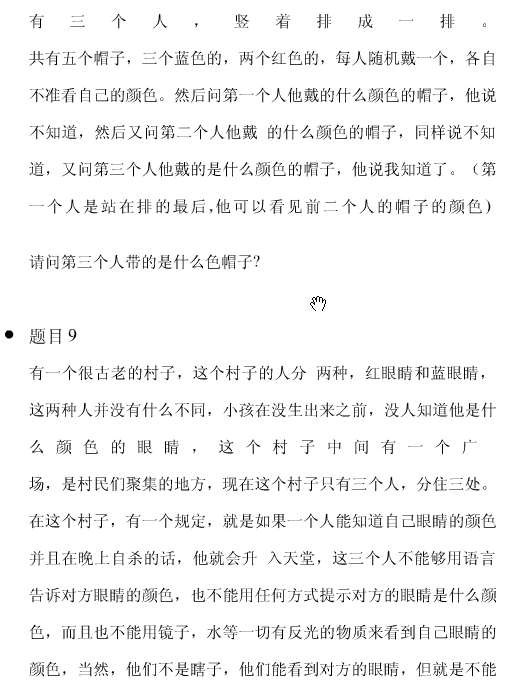 有三个人，竖着排成一排。
共有五个帽子，三个蓝色的，两个红色的，每人随机戴一个，各自
不准看自己的颜色。然后问第一个人他戴的什么颜色的帽子，他说
不知道，然后又问第二个人他戴 的什么颜色的帽子，同样说不知
道，又问第三个人他戴的是什么颜色的帽子，他说我知道了。（第
一个人是站在排的最后,他可以看见前二个人的帽子的颜色)
请问第三个人带的是什么色帽子?
● 题目 9
有一个很古老的村子，这个村子的人分 两种，红眼睛和蓝眼睛，
这两种人并没有什么不同，小孩在没生出来之前，没人知道他是什
么颜色的眼睛，这个村子中间有一个广
场，是村民们聚集的地方，现在这个村子只有三个人，分住三处。
在这个村子，有一个规定，就是如果一个人能知道自己眼睛的颜色
并且在晚上自杀的话，他就会升 入天堂，这三个人不能够用语言
告诉对方眼睛的颜色，也不能用任何方式提示对方的眼睛是什么颜
色，而且也不能用镜子，水等一切有反光的物质来看到自己眼睛的
颜色，当然，他们不是瞎子，他们能看到对方的眼睛，但就是不能